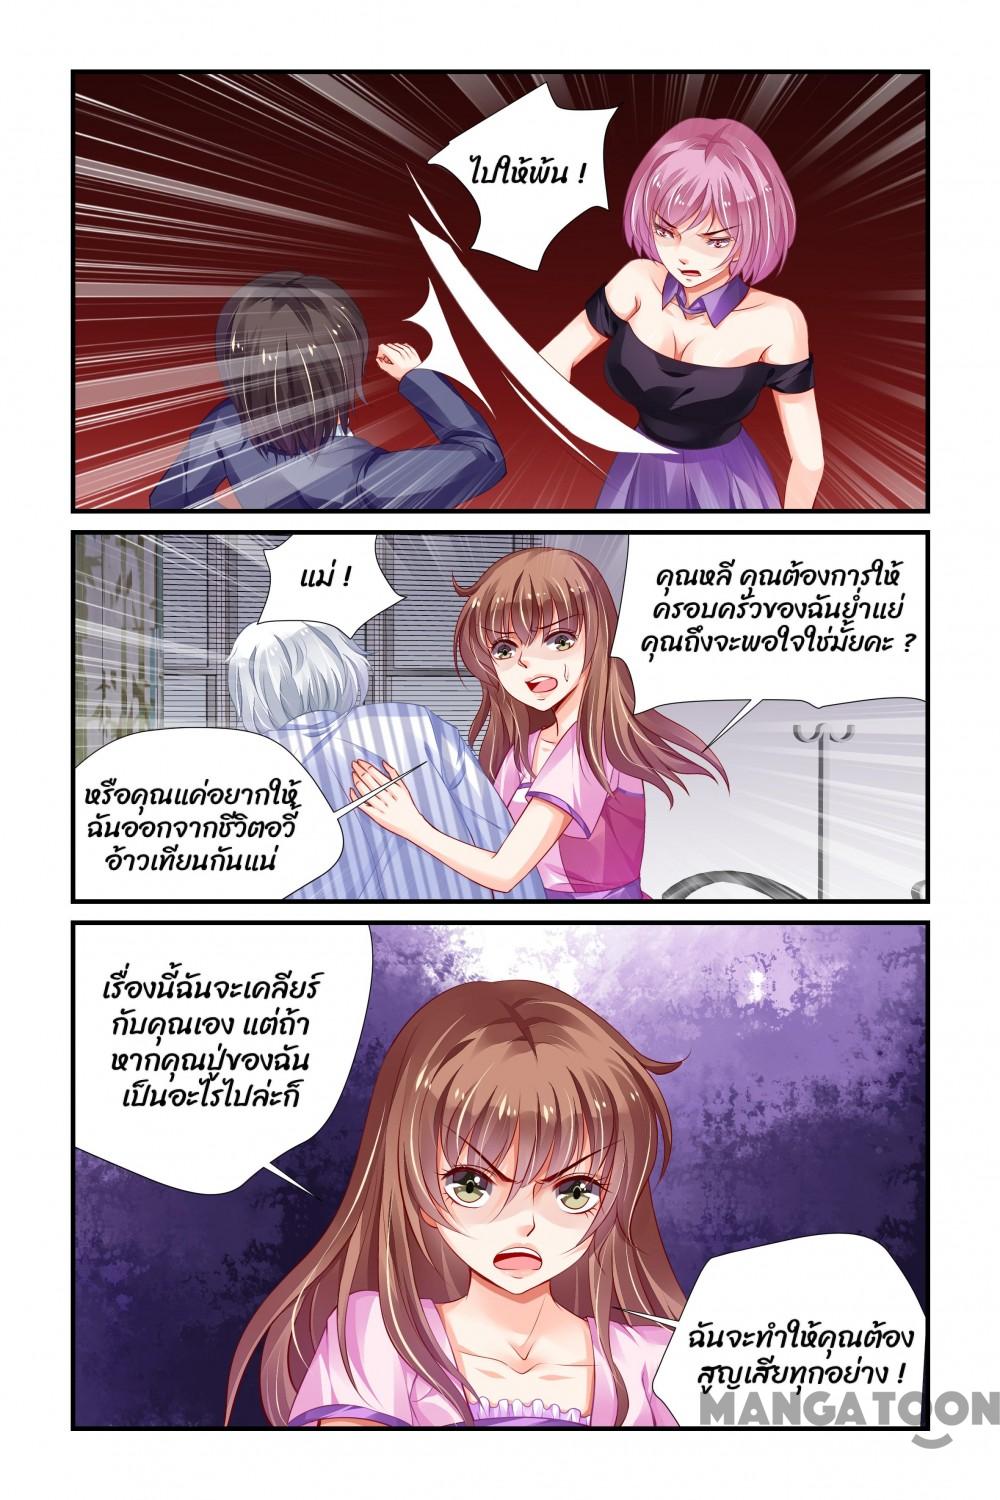 ไปให้พ้น !
แม่ !
คุณหลี คุณต้องการให้
ครอบครัวของฉันย่ำแย่
คุณถึงจะพอใจใช่มั้ยคะ ?
หรือคุณแค่อยากให้
ฉันออกจากชีวิตอวี้
อ้าวเทียนกันแน่
เรื่องนี้ฉันจะเคลียร์
กับคุณเอง แต่ถ้า
หากคุณปู่ของฉัน
เป็นอะไรไปล่ะก็
ฉันจะทำให้คุณต้อง
สูญเสียทุกอย่าง !
MANGATOON